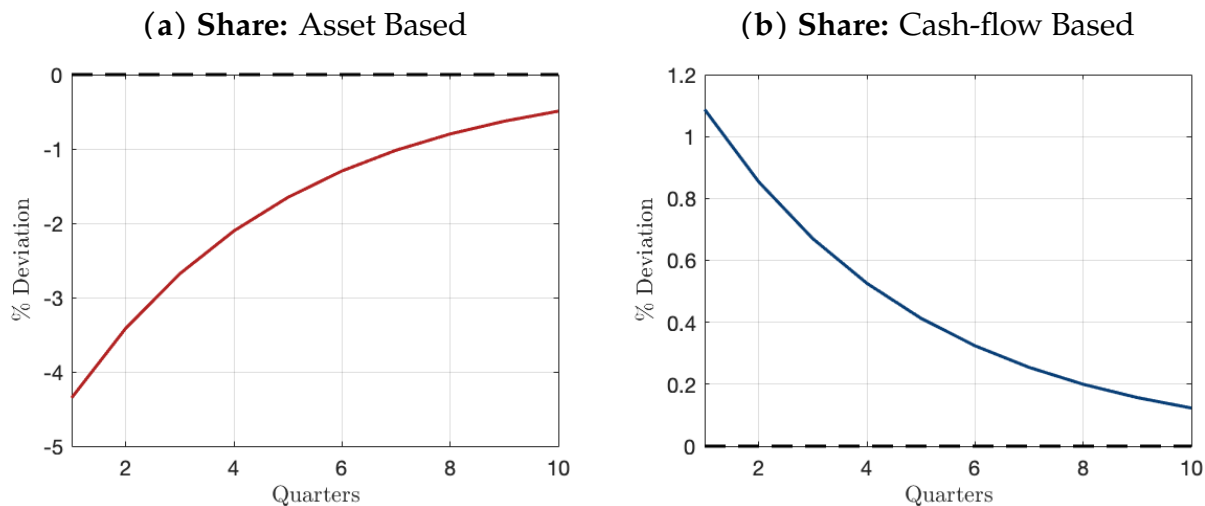 (a) Share: Asset Based
0
-1
-2
-3
-4
-5
% Deviation
2 4 6 8 10
Quarters
(b) Share: Cash-flow Based
1.2
1
0.8
0.6
0.4
0.2
0
% Deviation
2 4 6 8 10
Quarters